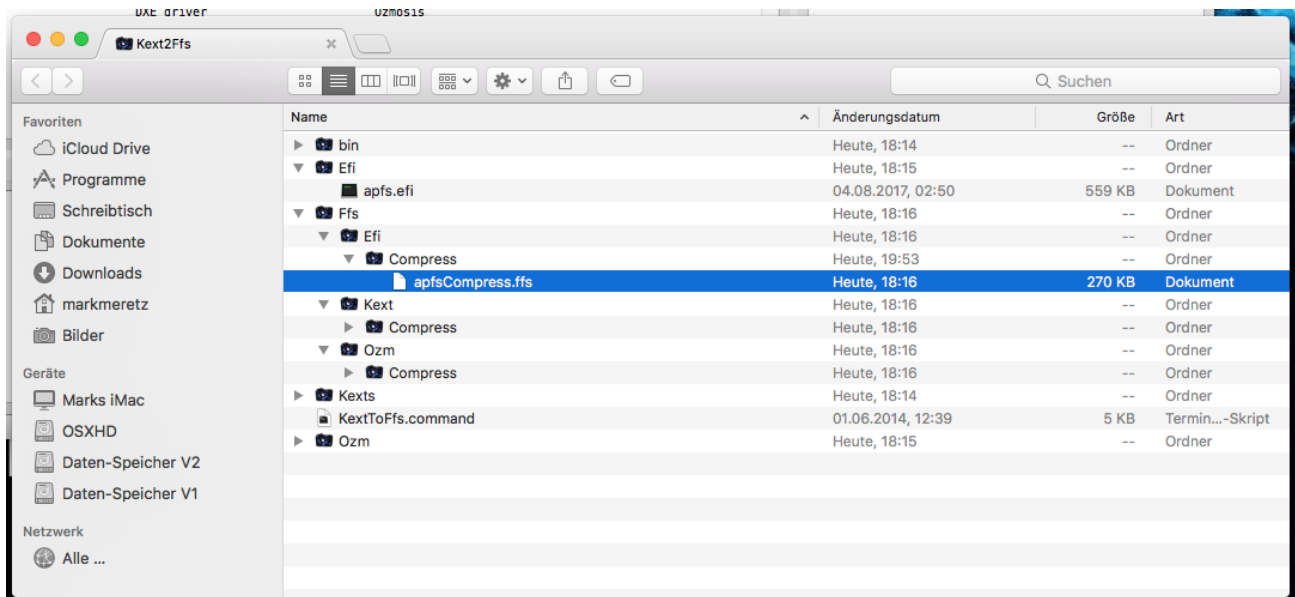 DXE driver Ozmosis
Kext2Ffs
Suchen
Favoriten
iCloud Drive
Programme
Schreibtisch
Dokumente
Downloads
markmeretz
Bilder
Geräte
Marks iMac
OSXHD
Daten-Speicher V2
Daten-Speicher V1
Netzwerk
Alle ...
Name Änderungsdatum Größe Art
bin Heute, 18:14 -- Ordner
Efi Heute, 18:15 -- Ordner
apfs.efi 04.08.2017, 02:50 559 KB Dokument
Ffs Heute, 18:16 -- Ordner
Efi Heute, 18:16 -- Ordner
Compress Heute, 19:53 -- Ordner
apfsCompress.ffs Heute, 18:16 270 KB Dokument
Kext Heute, 18:16 -- Ordner
Compress Heute, 18:16 -- Ordner
Ozm Heute, 18:16 -- Ordner
Compress Heute, 18:16 -- Ordner
Kexts Heute, 18:14 -- Ordner
KextToFfs.command 01.06.2014, 12:39 5 KB Termin...-Skript
Ozm Heute, 18:15 -- Ordner